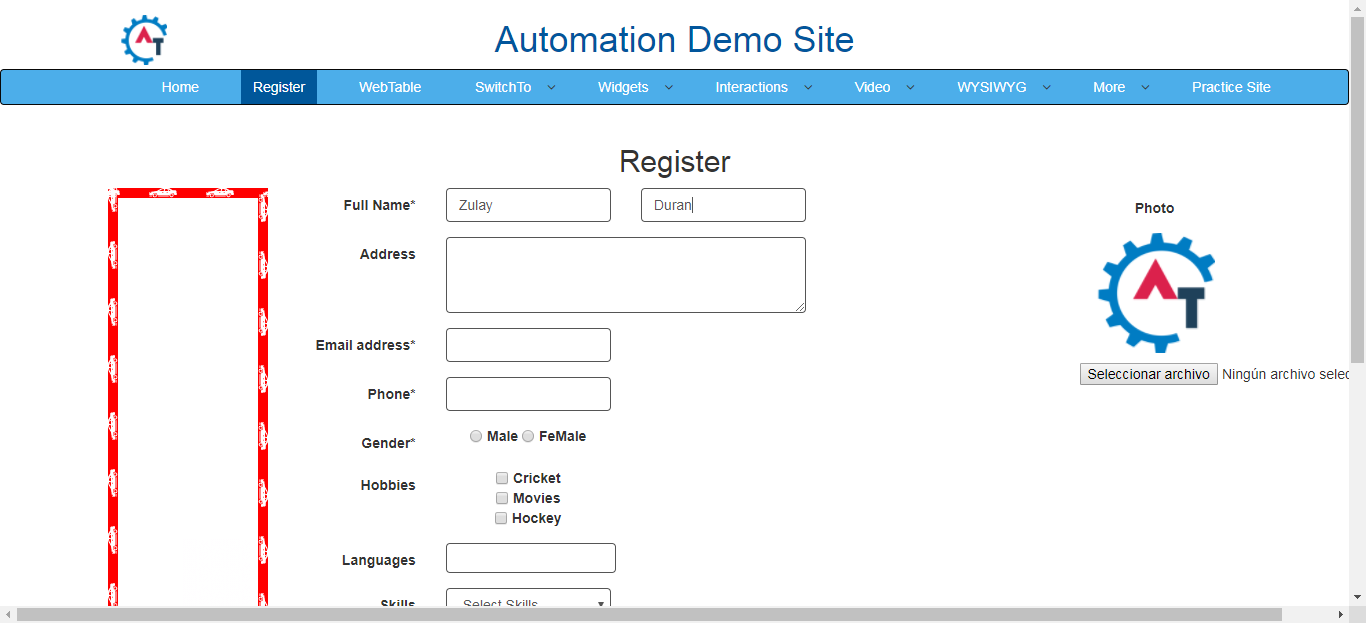 AT
Automation Demo Site
Home Register WebTable SwitchTo Widgets Interactions Video WYSIWYG More Practice Site
Register
Full Name* Zulay Duran
Photo
Address
AT
Email address*
Seleccionar archivo Ningún archivo selec
Phone*
Gender* Male FeMale
Hobbies Cricket
Movies
Hockey
Languages
Skills Select Skills